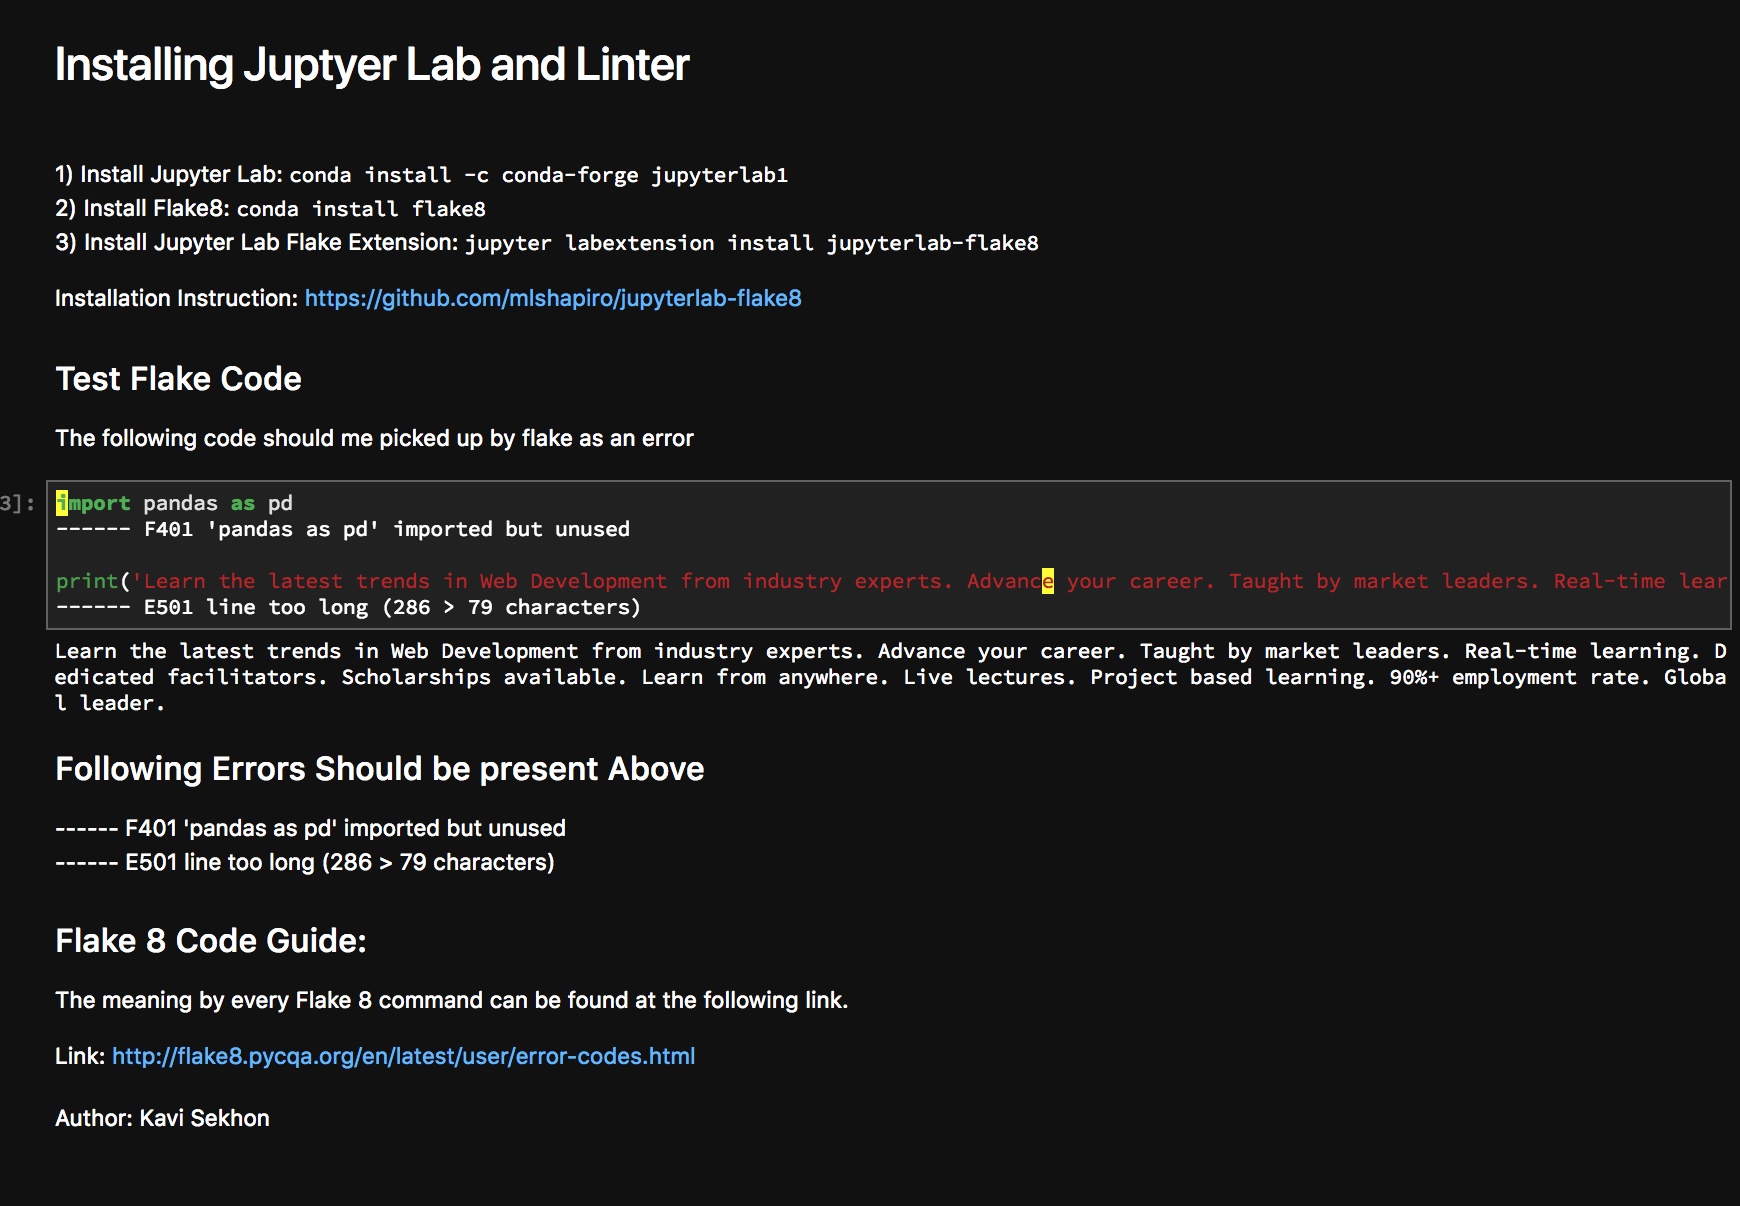 Installing Juptyer Lab and Linter
1) Install Jupyter Lab: conda install -c conda-forge jupyterlab1
2) Install Flake8: conda install flake8
3) Install Jupyter Lab Flake Extension: jupyter labextension install jupyterlab-flake8
Installation Instruction: https://github.com/mlshapiro/jupyterlab-flake8
Test Flake Code
The following code should me picked up by flake as an error
3]: import pandas as pd
------ F401 'pandas as pd' imported but unused
print('Learn the latest trends in Web Development from industry experts. Advance your career. Taught by market leaders. Real-time lear
------ E501 line too long (286 > 79 characters)
Learn the latest trends in Web Development from industry experts. Advance your career. Taught by market leaders. Real-time learning. D
edicated facilitators. Scholarships available. Learn from anywhere. Live lectures. Project based learning. 90%+ employment rate. Globa
l leader.
Following Errors Should be present Above
------ F401 'pandas as pd' imported but unused
------ E501 line too long (286 > 79 characters)
Flake 8 Code Guide:
The meaning by every Flake 8 command can be found at the following link.
Link: http://flake8.pycqa.org/en/latest/user/error-codes.html
Author: Kavi Sekhon